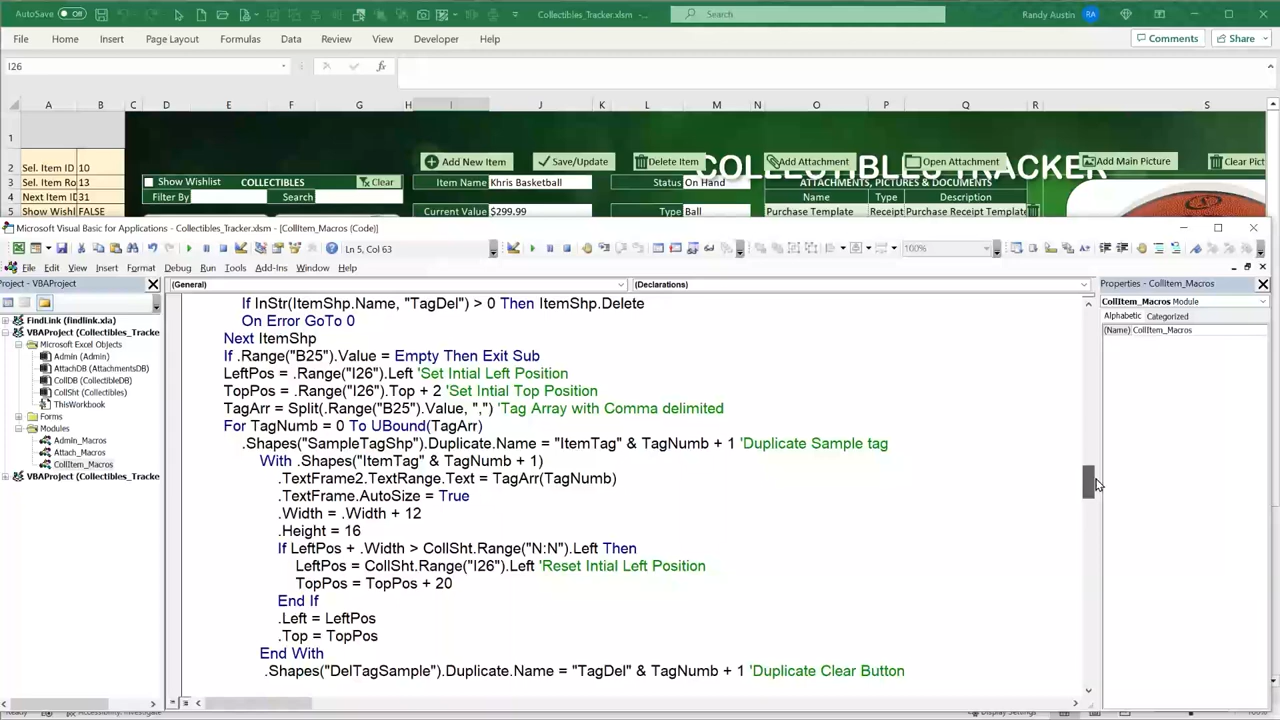 AutoSave Off
Collectibles_Tracker.xlsm -...
Search
Randy Austin RA
File Home Insert Page Layout Formulas Data Review View Developer Help
Comments Share
I26 fx
A B C D E F G H I J K L M N O P Q R S
1
COLLECTIBLES TRACKER
2 Sel. Item ID 10 Add New Item Save/Update Delete Item Add Attachment Open Attachment Add Main Picture Clear Pict
3 Sel. Item Ro 13 Show Wishlist COLLECTIBLES Clear Item Name Khris Basketball Status On Hand ATTACHMENTS, PICTURES & DOCUMENTS
4 Next Item ID 31 Filter By Search Name Type Description
5 Show Wishl FALSE Current Value $299.99 Type Ball Purchase Template Receipt Purchase Receipt Template
Microsoft Visual Basic for Applications - Collectibles_Tracker.xlsm - [CollItem_Macros (Code)]
Ln 5, Col 63
100%
File Edit View Insert Format Debug Run Tools Add-Ins Window Help
Project - VBAProject
(General) (Declarations)
Properties - CollItem_Macros
CollItem_Macros Module
Alphabetic Categorized
(Name) CollItem_Macros
FindLink (findlink.xla)
VBAProject (Collectibles_Tracke
Microsoft Excel Objects
Admin (Admin)
AttachDB (AttachmentsDB)
CollDB (CollectibleDB)
CollSht (Collectibles)
ThisWorkbook
Forms
Modules
Admin_Macros
Attach_Macros
CollItem_Macros
VBAProject (Collectibles_Tracke
If InStr(ItemShp.Name, "TagDel") > 0 Then ItemShp.Delete
On Error GoTo 0
Next ItemShp
If .Range("B25").Value = Empty Then Exit Sub
LeftPos = .Range("I26").Left 'Set Intial Left Position
TopPos = .Range("I26").Top + 2 'Set Intial Top Position
TagArr = Split(.Range("B25").Value, ",") 'Tag Array with Comma delimited
For TagNumb = 0 To UBound(TagArr)
.Shapes("SampleTagShp").Duplicate.Name = "ItemTag" & TagNumb + 1 'Duplicate Sample tag
With .Shapes("ItemTag" & TagNumb + 1)
.TextFrame2.TextRange.Text = TagArr(TagNumb)
.TextFrame.AutoSize = True
.Width = .Width + 12
.Height = 16
If LeftPos + .Width > CollSht.Range("N:N").Left Then
LeftPos = CollSht.Range("I26").Left 'Reset Intial Left Position
TopPos = TopPos + 20
End If
.Left = LeftPos
.Top = TopPos
End With
.Shapes("DelTagSample").Duplicate.Name = "TagDel" & TagNumb + 1 'Duplicate Clear Button